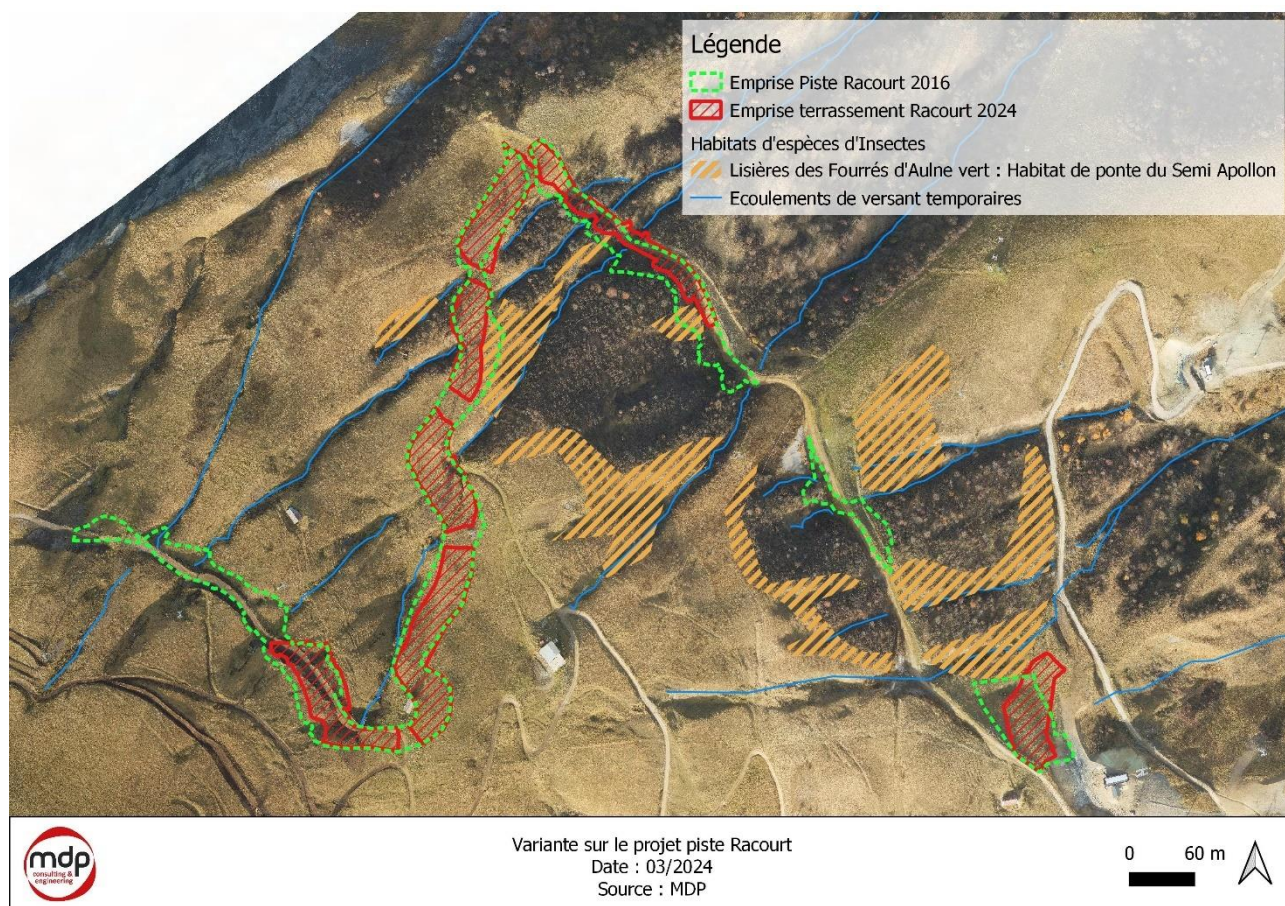 Légende
Emprise Piste Racourt 2016
Emprise terrassement Racourt 2024
Habitats d'espèces d'Insectes
Lisières des Fourrés d'Aulne vert : Habitat de ponte du Semi Apollon
Ecoulements de versant temporaires
mdp
consulting &
engineering
Variante sur le projet piste Racourt
Date : 03/2024
Source : MDP
0 60 m